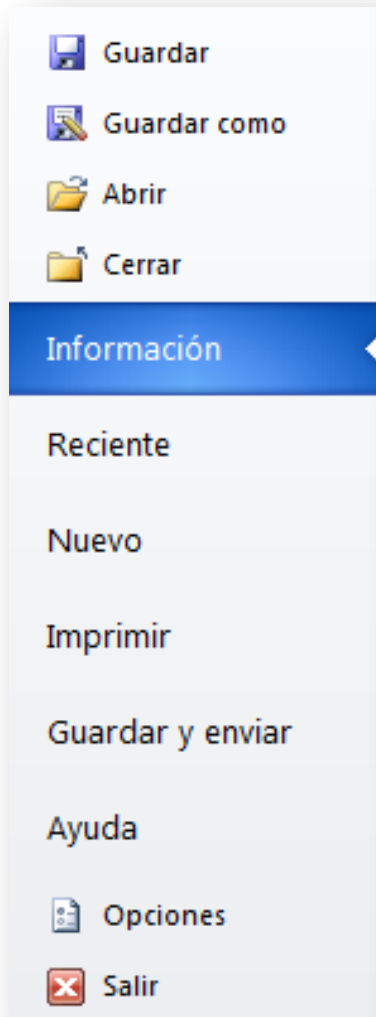 Guardar
Guardar como
Abrir
Cerrar
Información
Reciente
Nuevo
Imprimir
Guardar y enviar
Ayuda
Opciones
Salir